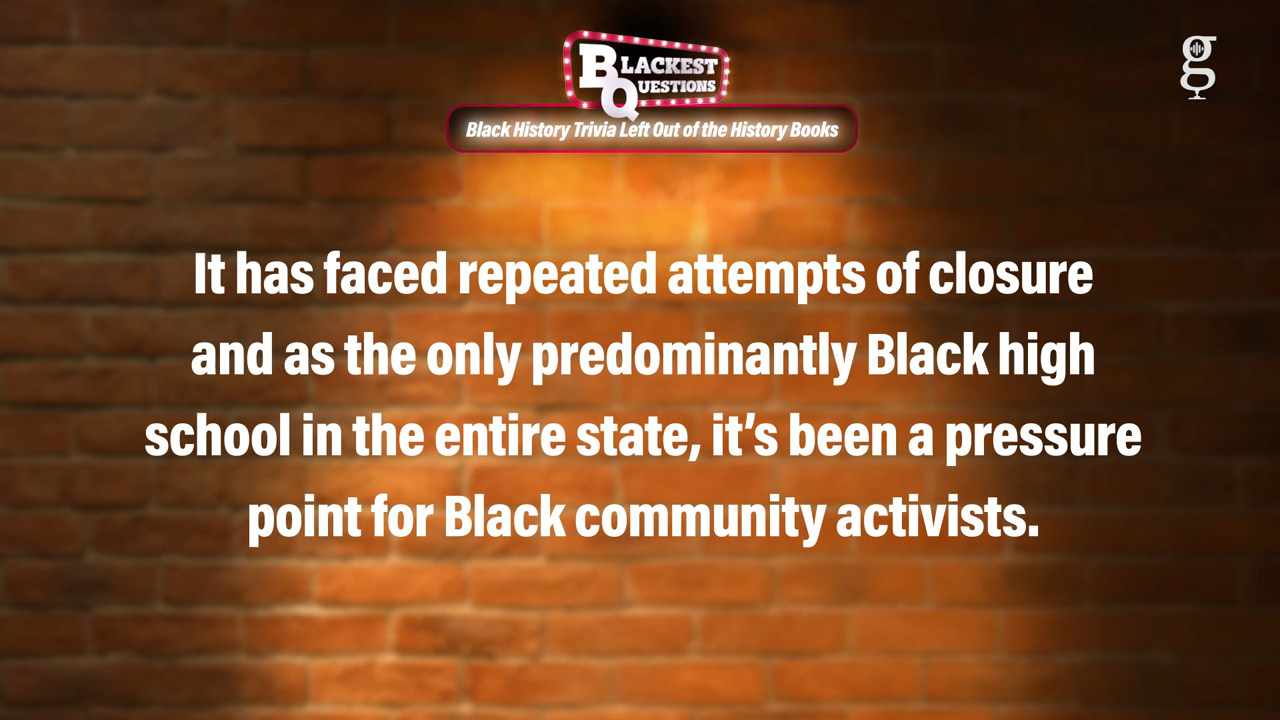 BLACKEST
QUESTIONS
Black History Trivia Left Out of the History Books
g
It has faced repeated attempts of closure
and as the only predominantly Black high
school in the entire state, it’s been a pressure
point for Black community activists.